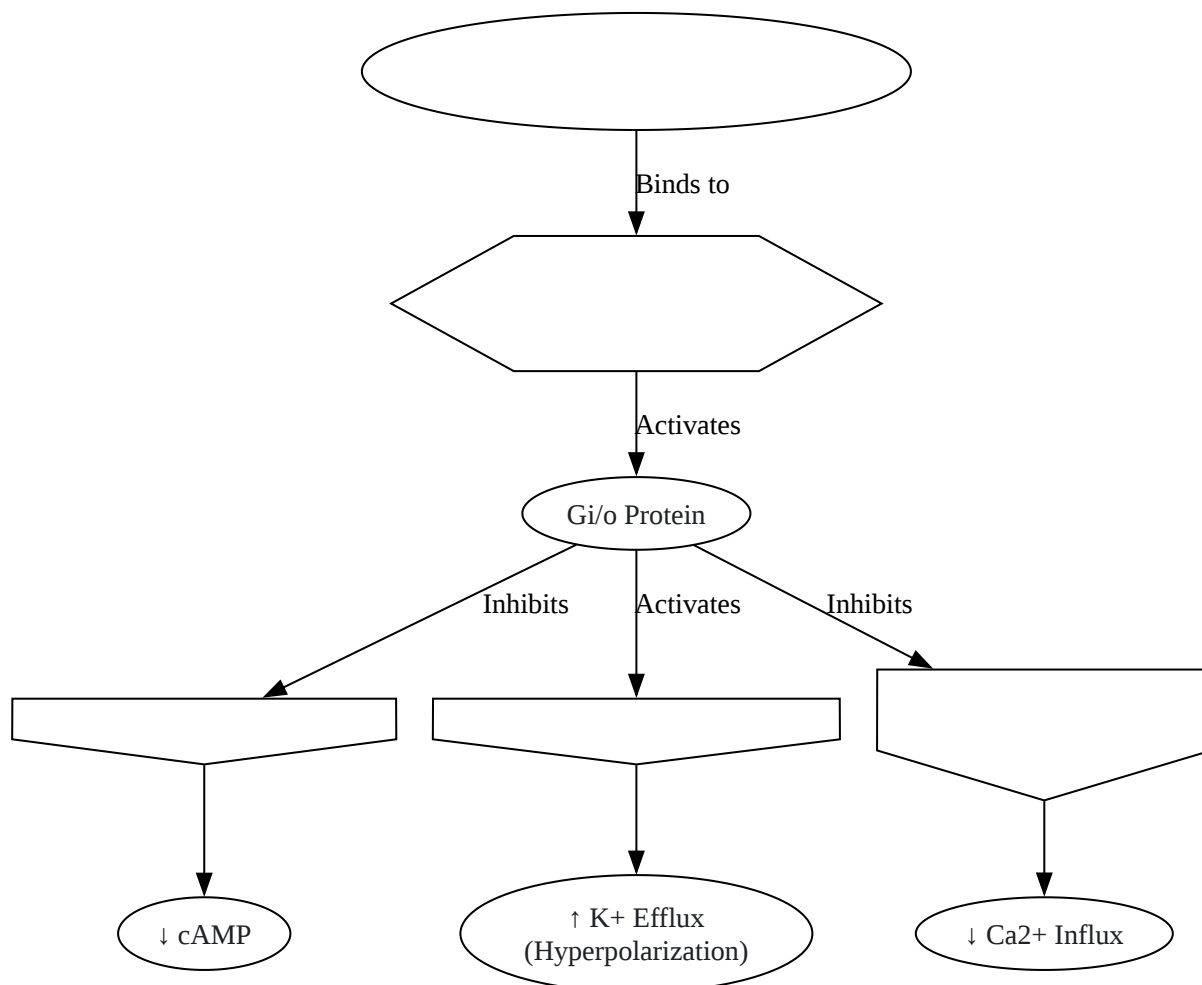 Binds to
Activates
Gi/o Protein
Inhibits
Activates
Inhibits
↓ cAMP
↑ K+ Efflux
(Hyperpolarization)
↓ Ca2+ Influx